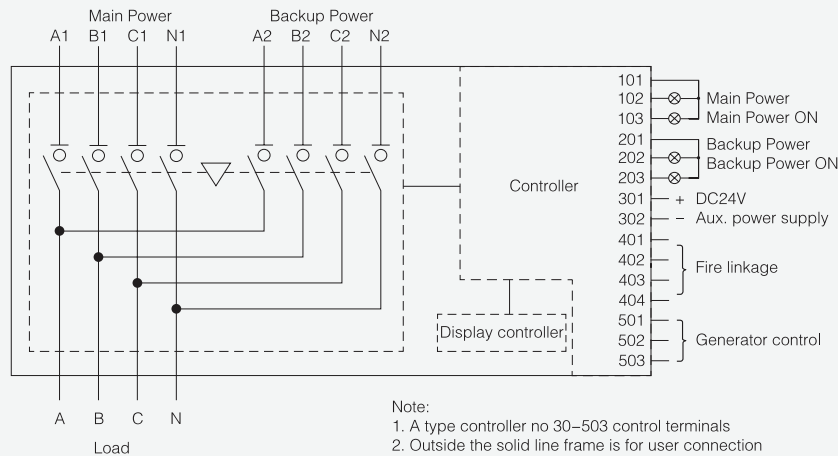 Main Power Backup Power
A1 B1 C1 N1 A2 B2 C2 N2
Controller
101
102 Main Power
103 Main Power ON
201
Backup Power
202
Backup Power ON
203
301 + DC24V
302 − Aux. power supply
401
402
Fire linkage
403
404
501
502 Generator control
503
Display controller
A B C N
Load
Note:
1. A type controller no 30–503 control terminals
2. Outside the solid line frame is for user connection